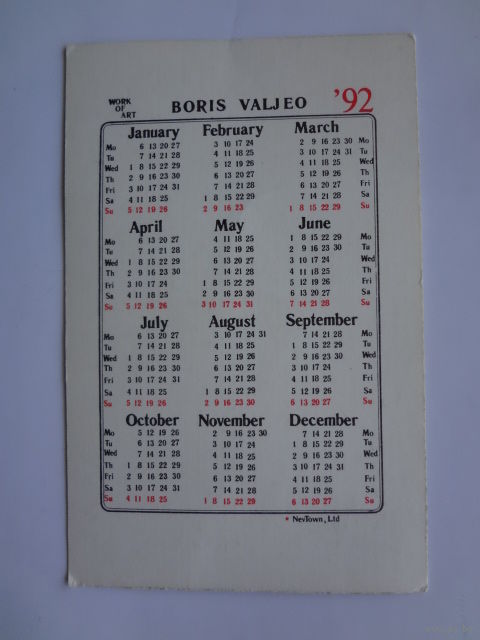 WORK
OF
ART
BORIS VALJEO '92
January February March
Mo 6 13 20 27 3 10 17 24 2 9 16 23 30 Mo
Tu 7 14 21 28 4 11 18 25 3 10 17 24 31 Tu
Wed 1 8 15 22 29 5 12 19 26 4 11 18 25 Wed
Th 2 9 16 23 30 6 13 20 27 5 12 19 26 Th
Fri 3 10 17 24 31 7 14 21 28 6 13 20 27 Fri
Sa 4 11 18 25 1 8 15 22 29 7 14 21 28 Sa
Su 5 12 19 26 2 9 16 23 1 8 15 22 29 Su
April May June
Mo 6 13 20 27 4 11 18 25 1 8 15 22 29 Mo
Tu 7 14 21 28 5 12 19 26 2 9 16 23 30 Tu
Wed 1 8 15 22 29 6 13 20 27 3 10 17 24 Wed
Th 2 9 16 23 30 7 14 21 28 4 11 18 25 Th
Fri 3 10 17 24 1 8 15 22 29 5 12 19 26 Fri
Sa 4 11 18 25 2 9 16 23 30 6 13 20 27 Sa
Su 5 12 19 26 3 10 17 24 31 7 14 21 28 Su
July August September
Mo 6 13 20 27 3 10 17 24 31 7 14 21 28 Mo
Tu 7 14 21 28 4 11 18 25 1 8 15 22 29 Tu
Wed 1 8 15 22 29 5 12 19 26 2 9 16 23 30 Wed
Th 2 9 16 23 30 6 13 20 27 3 10 17 24 Th
Fri 3 10 17 24 31 7 14 21 28 4 11 18 25 Fri
Sa 4 11 18 25 1 8 15 22 29 5 12 19 26 Sa
Su 5 12 19 26 2 9 16 23 30 6 13 20 27 Su
October November December
Mo 5 12 19 26 2 9 16 23 30 7 14 21 28 Mo
Tu 6 13 20 27 3 10 17 24 1 8 15 22 29 Tu
Wed 7 14 21 28 4 11 18 25 2 9 16 23 30 Wed
Th 1 8 15 22 29 5 12 19 26 3 10 17 24 31 Th
Fri 2 9 16 23 30 6 13 20 27 4 11 18 25 Fri
Sa 3 10 17 24 31 7 14 21 28 5 12 19 26 Sa
Su 4 11 18 25 1 8 15 22 29 6 13 20 27 Su
* NevTown, Ltd